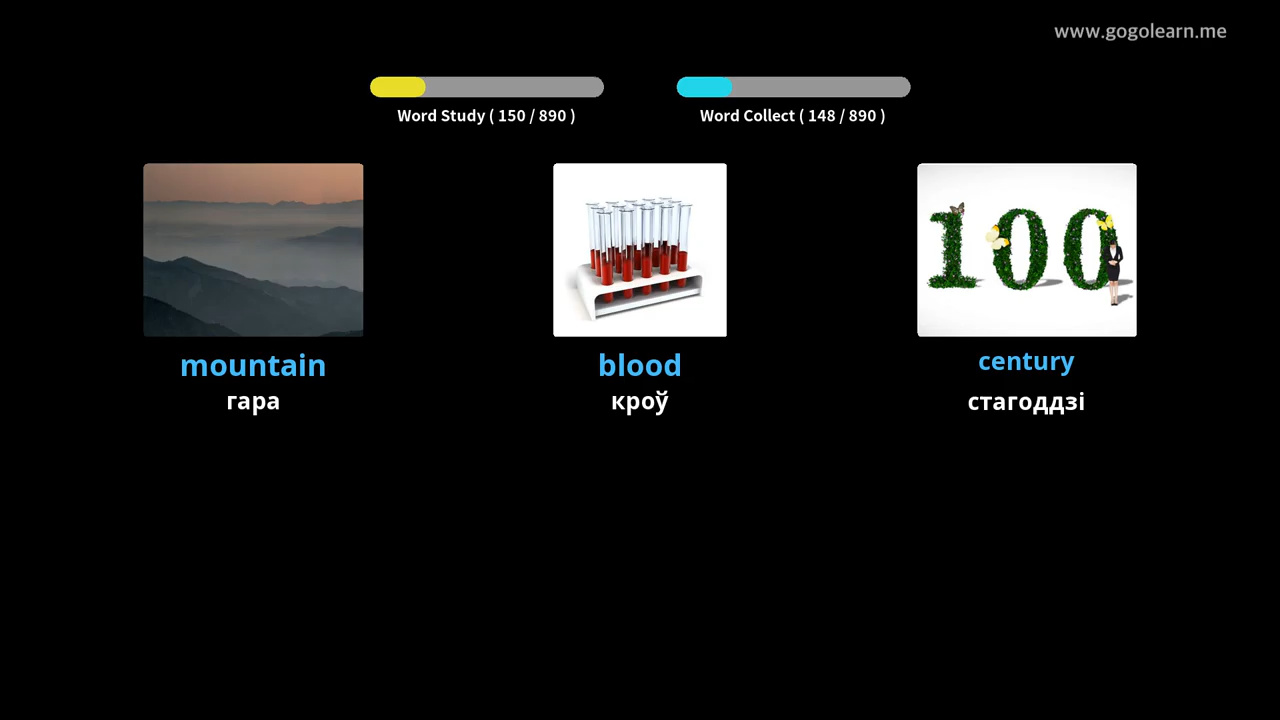 www.gogolearn.me
Word Study ( 150 / 890 )
Word Collect ( 148 / 890 )
100
mountain
blood
century
гара
кроў
стагоддзі